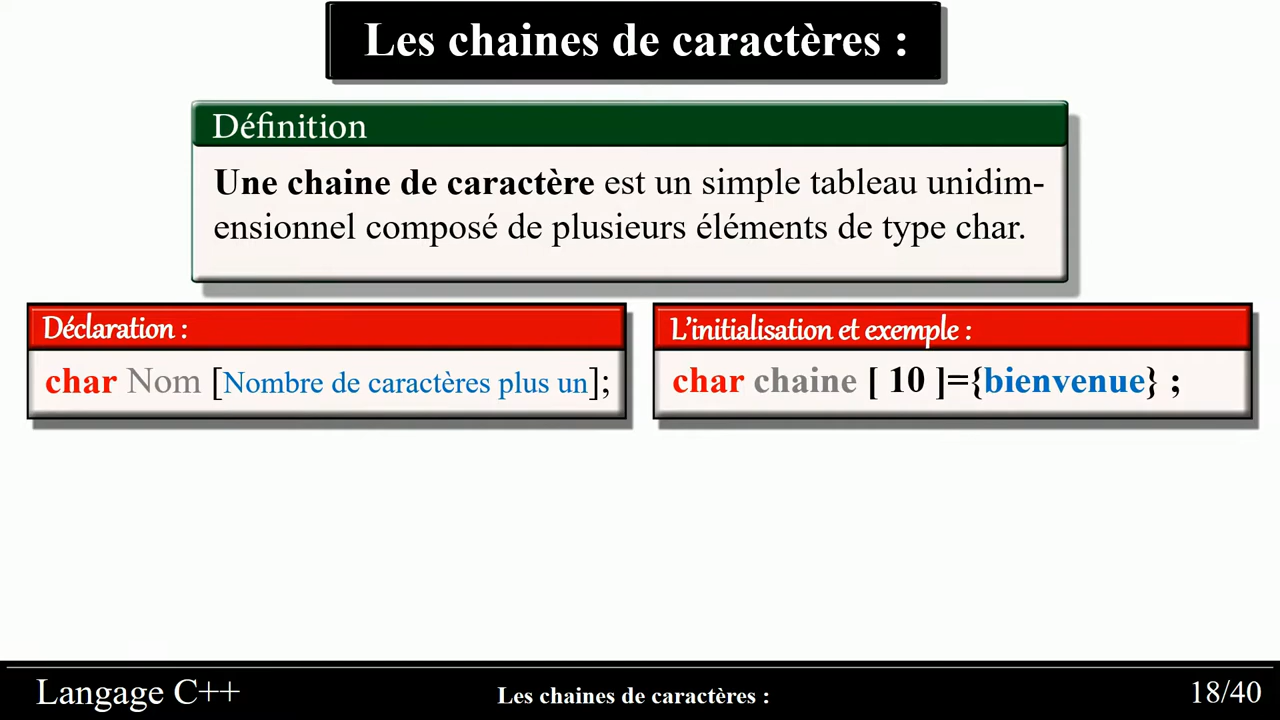 Les chaines de caractères :
Définition
Une chaine de caractère est un simple tableau unidim-
ensionnel composé de plusieurs éléments de type char.
Déclaration :
char Nom [Nombre de caractères plus un];
L'initialisation et exemple :
char chaine [ 10 ]={bienvenue} ;
Langage C++
Les chaines de caractères :
18/40